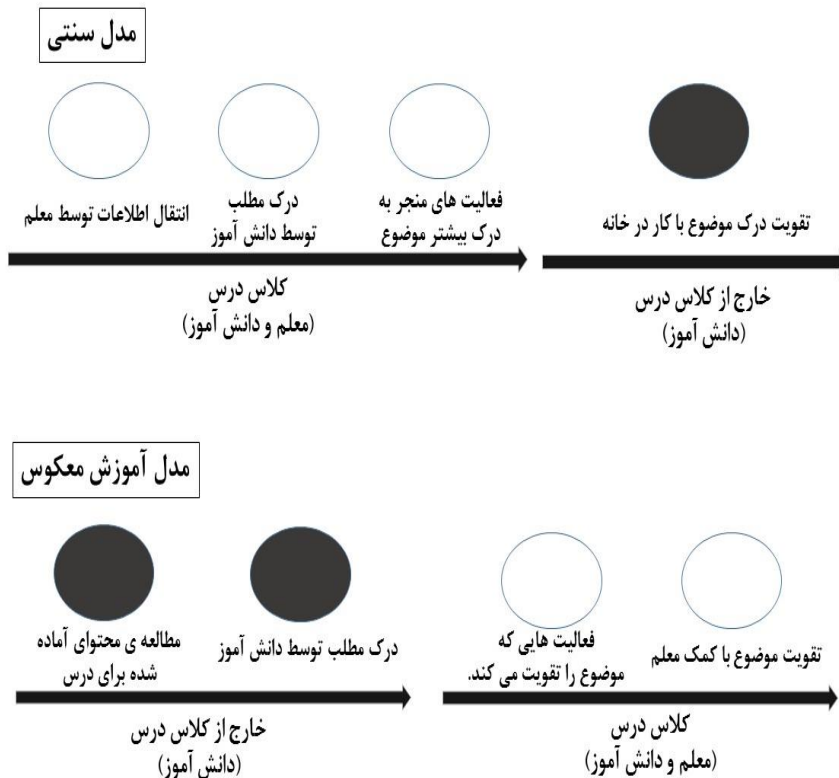 مدل سنتی
انتقال اطلاعات توسط معلم
درک مطلب
توسط دانش آموز
فعالیت های منجر به
درک بیشتر موضوع
تقویت درک موضوع با کار در خانه
کلاس درس
(معلم و دانش آموز)
خارج از کلاس درس
(دانش آموز)
مدل آموزش معکوس
مطالعه ی محتوای آماده
شده برای درس
درک مطلب توسط دانش آموز
فعالیت هایی که
موضوع را تقویت می کند.
تقویت موضوع با کمک معلم
خارج از کلاس درس
(دانش آموز)
کلاس درس
(معلم و دانش آموز)